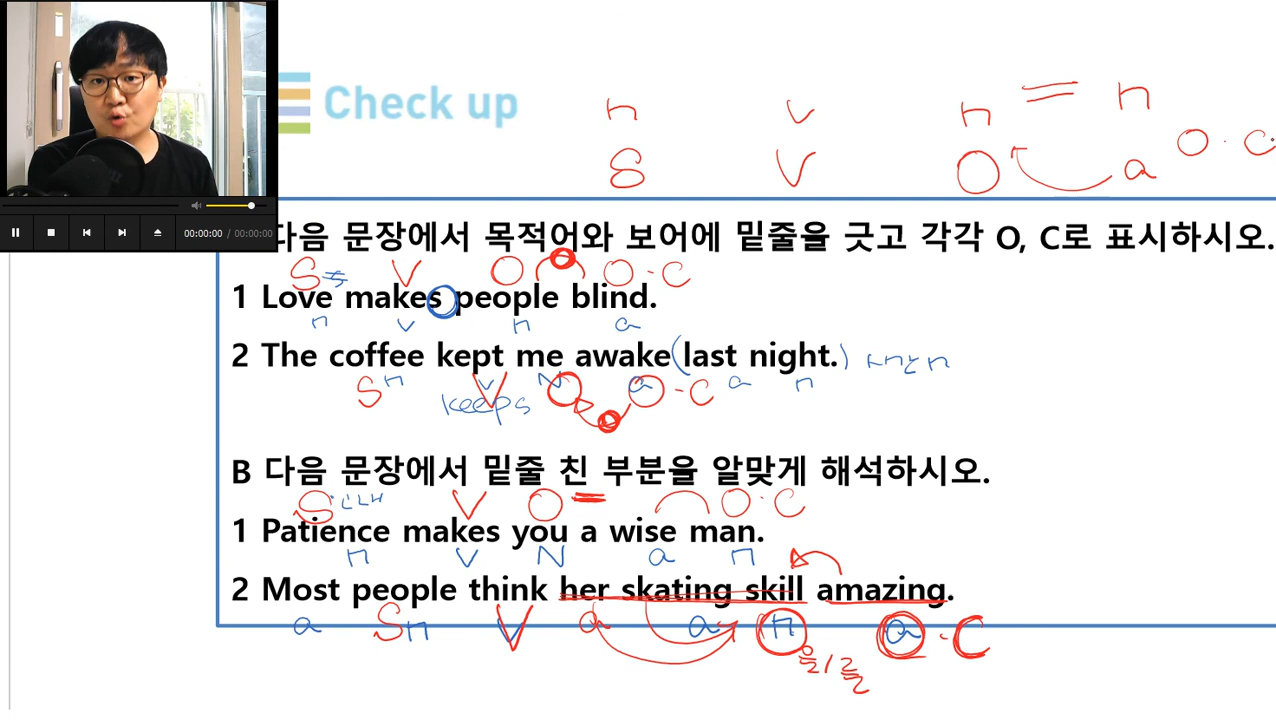 Check up
n v n = n
S V O a O·C
다음 문장에서 목적어와 보어에 밑줄을 긋고 각각 O, C로 표시하시오.
00:00:00 / 00:00:00
S V O O·C
1 Love makes people blind.
n v n a
2 The coffee kept me awake (last night.)
n v N a a n
S V O O-C
keeps
B 다음 문장에서 밑줄 친 부분을 알맞게 해석하시오.
S 인내 V O = O·C
1 Patience makes you a wise man.
n v N a n
2 Most people think her skating skill amazing.
a S n V a a n a·C
을/를